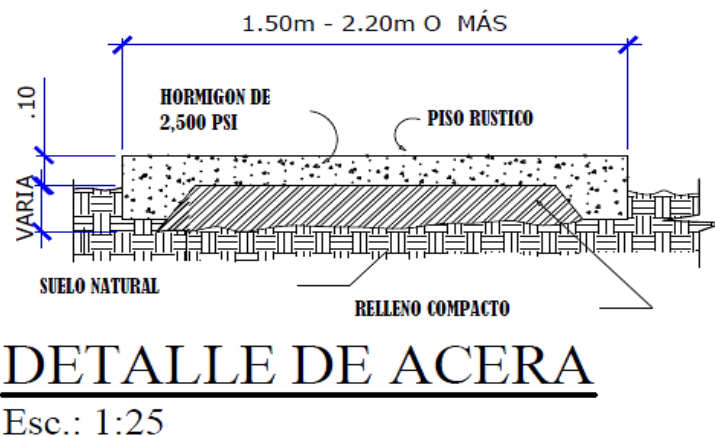 1.50m - 2.20m O MÁS
.10
HORMIGON DE
2,500 PSI
PISO RUSTICO
VARIA
SUELO NATURAL
RELLENO COMPACTO
DETALLE DE ACERA
Esc.: 1:25